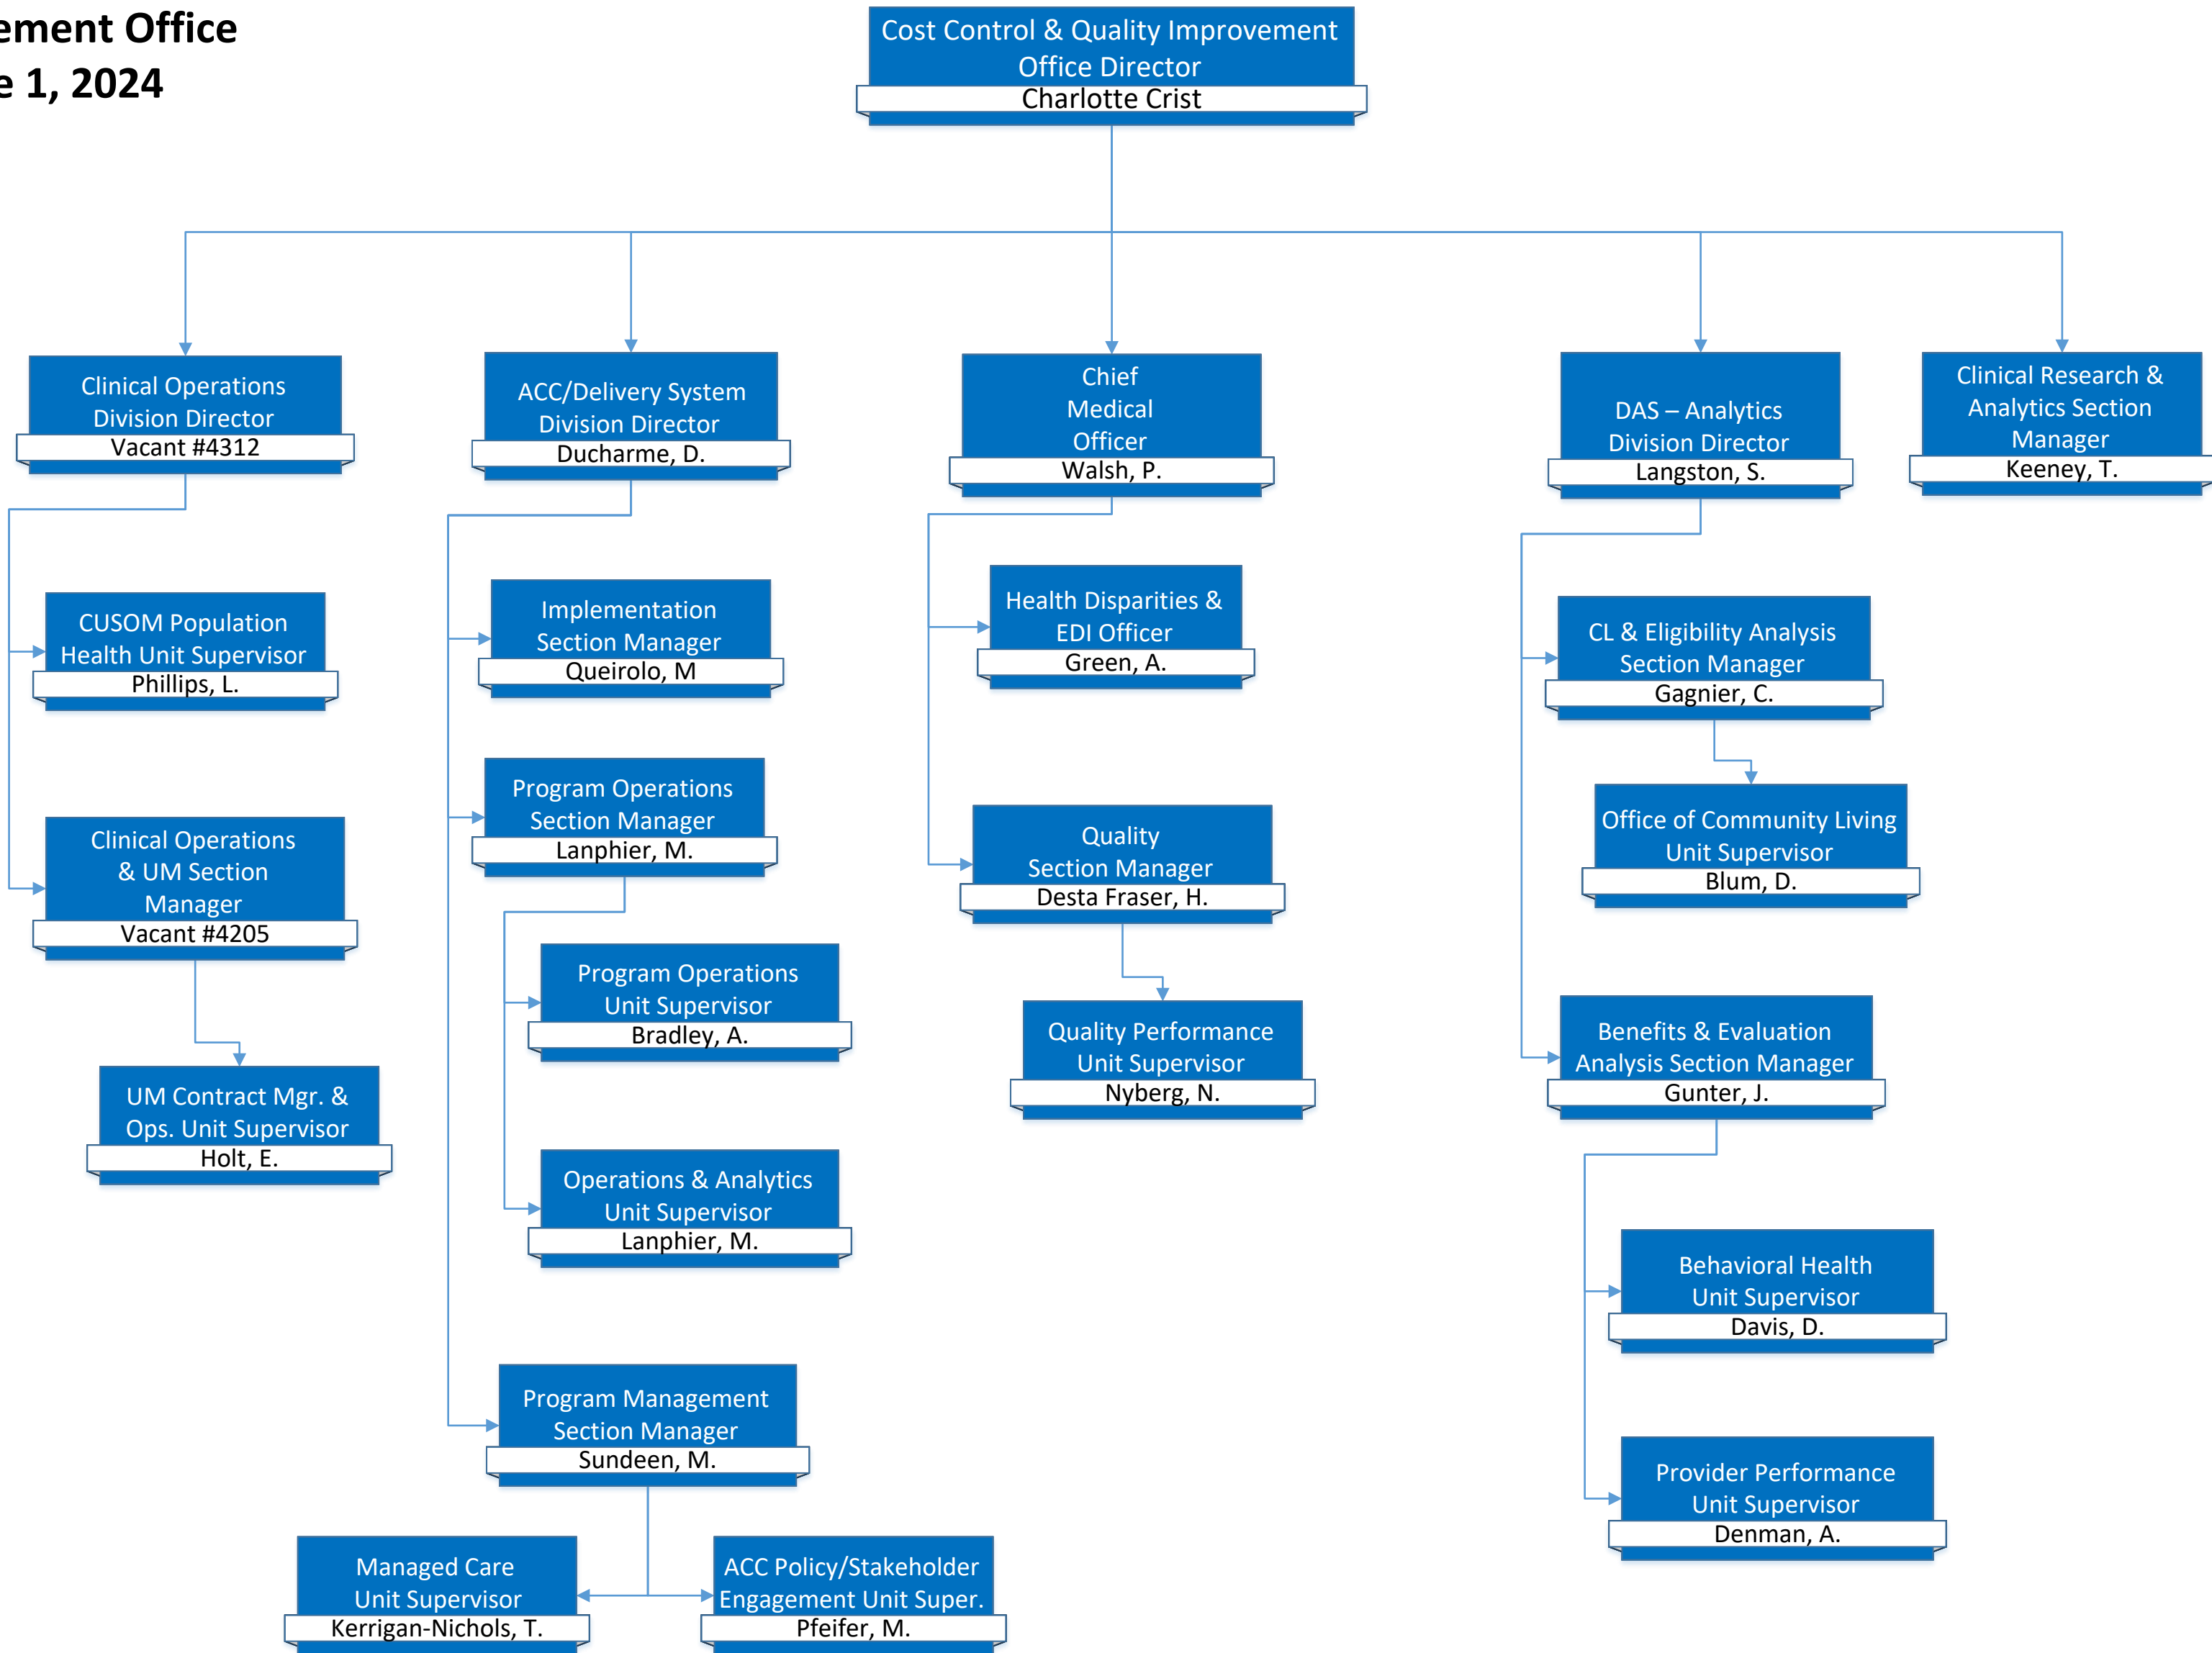 ement Office
e 1, 2024
Cost Control & Quality Improvement
Office Director
Charlotte Crist
Clinical Operations
Division Director
Vacant #4312
ACC/Delivery System
Division Director
Ducharme, D.
Chief
Medical
Officer
Walsh, P.
DAS – Analytics
Division Director
Langston, S.
Clinical Research &
Analytics Section
Manager
Keeney, T.
CUSOM Population
Health Unit Supervisor
Phillips, L.
Clinical Operations
& UM Section
Manager
Vacant #4205
UM Contract Mgr. &
Ops. Unit Supervisor
Holt, E.
Implementation
Section Manager
Queirolo, M
Program Operations
Section Manager
Lanphier, M.
Program Operations
Unit Supervisor
Bradley, A.
Operations & Analytics
Unit Supervisor
Lanphier, M.
Program Management
Section Manager
Sundeen, M.
Managed Care
Unit Supervisor
Kerrigan-Nichols, T.
ACC Policy/Stakeholder
Engagement Unit Super.
Pfeifer, M.
Health Disparities &
EDI Officer
Green, A.
Quality
Section Manager
Desta Fraser, H.
Quality Performance
Unit Supervisor
Nyberg, N.
CL & Eligibility Analysis
Section Manager
Gagnier, C.
Office of Community Living
Unit Supervisor
Blum, D.
Benefits & Evaluation
Analysis Section Manager
Gunter, J.
Behavioral Health
Unit Supervisor
Davis, D.
Provider Performance
Unit Supervisor
Denman, A.